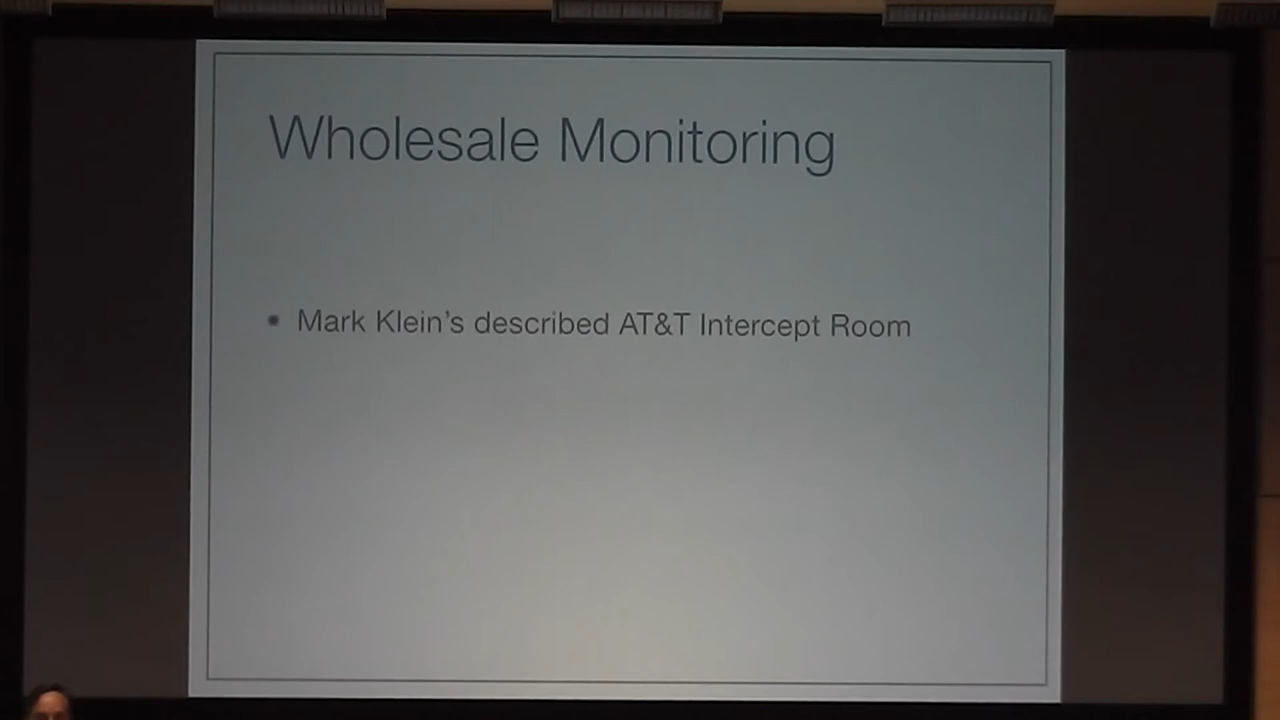 Wholesale Monitoring
• Mark Klein's described AT&T Intercept Room